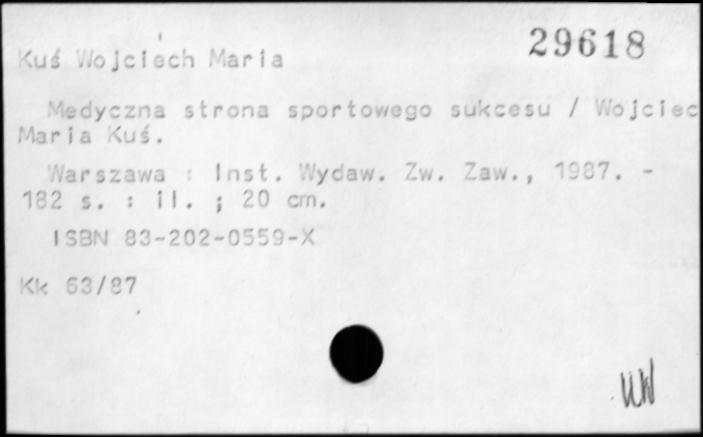 29618
Kuś Wojciech Maria
Medyczna strona sportowego sukcesu / Wojciec
Maria Kuś.
Warszawa : Inst. Wydaw. Zw. Zaw., 1987. -
182 s. : il. ; 20 cm.
ISBN 83-202-0559-X
Kk 63/87
UW